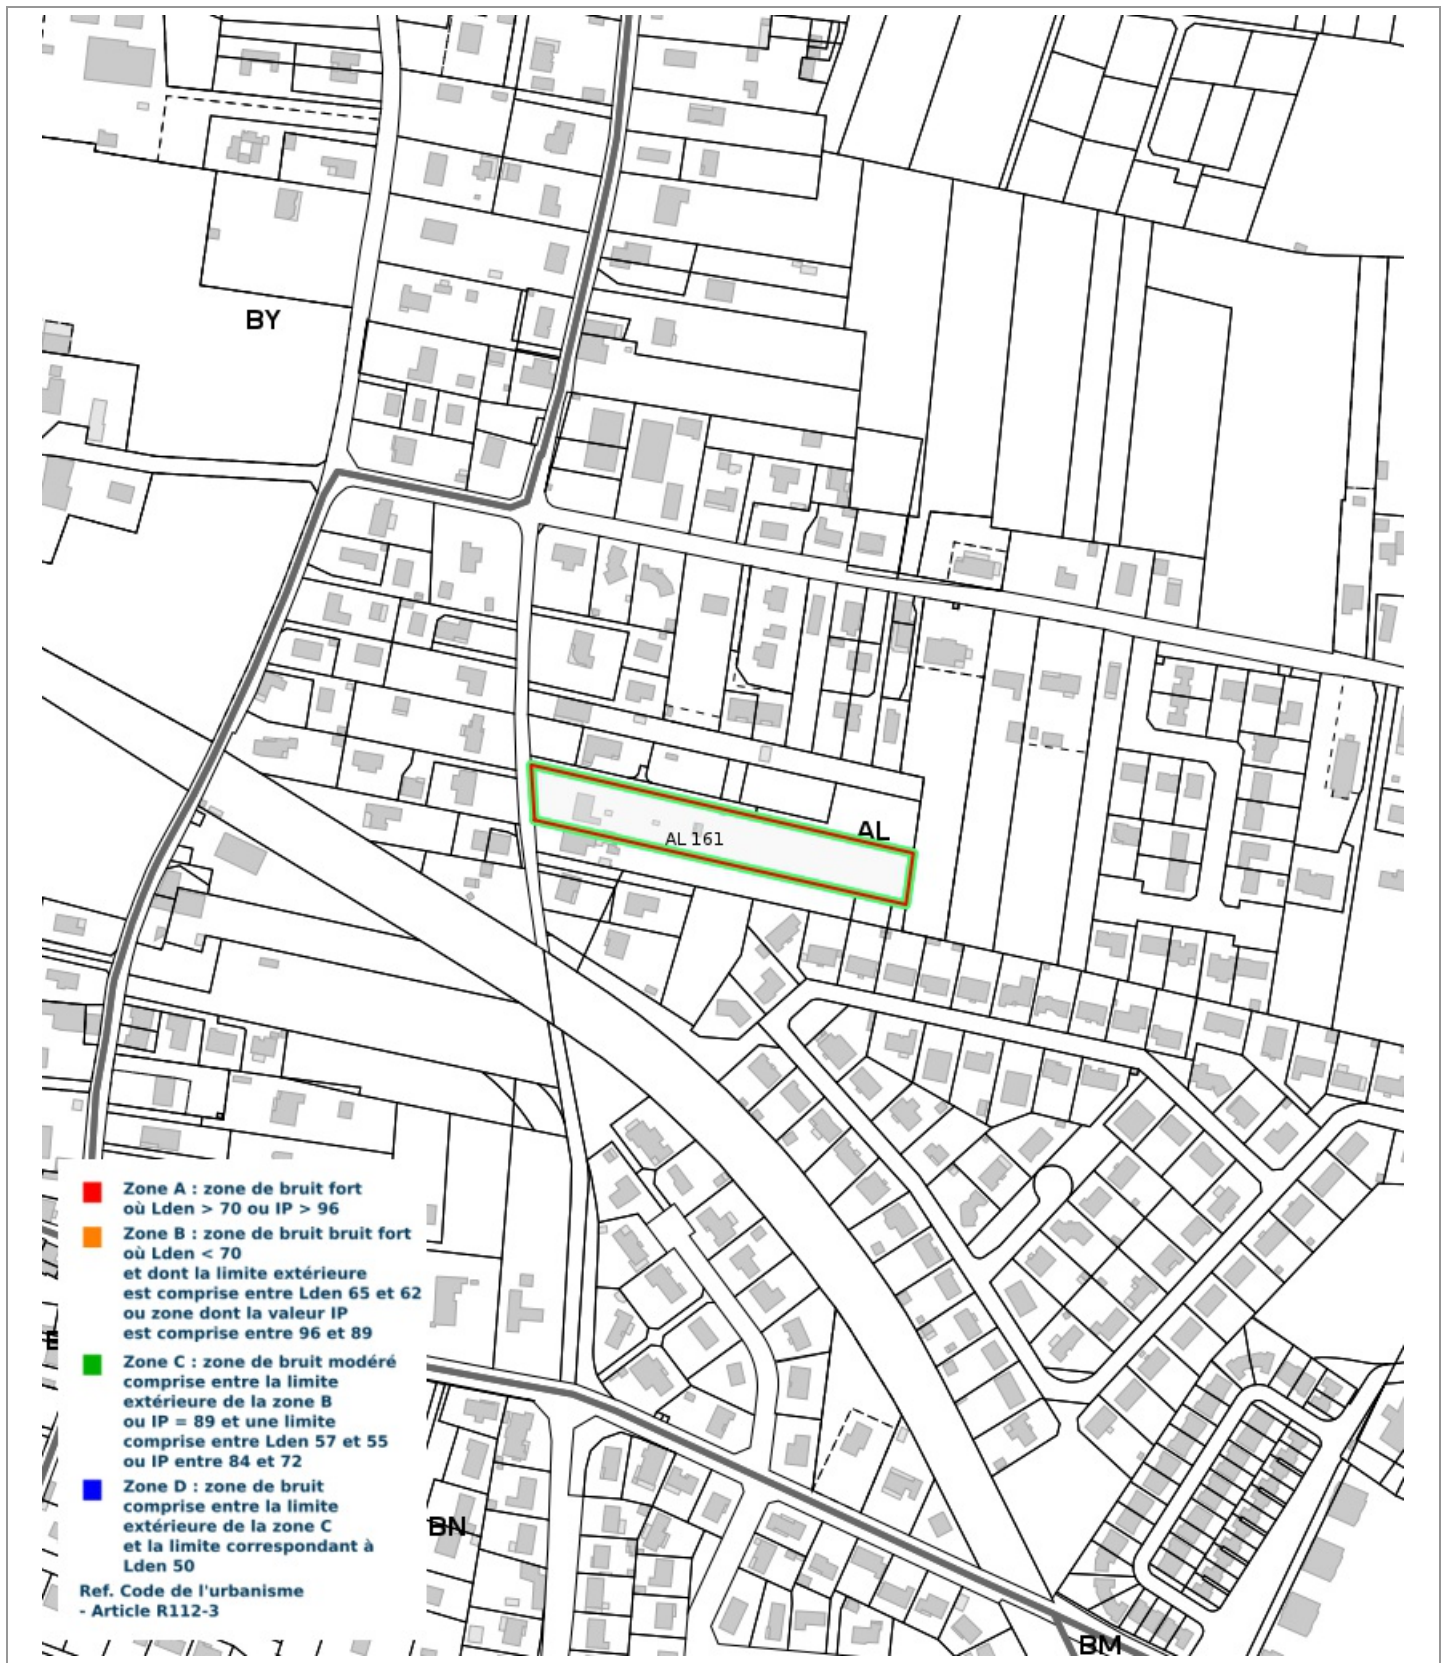 BY
AL
AL 161
Zone A : zone de bruit fort
où Lden > 70 ou IP > 96
Zone B : zone de bruit bruit fort
où Lden < 70
et dont la limite extérieure
est comprise entre Lden 65 et 62
ou zone dont la valeur IP
est comprise entre 96 et 89
Zone C : zone de bruit modéré
comprise entre la limite
extérieure de la zone B
ou IP = 89 et une limite
comprise entre Lden 57 et 55
ou IP entre 84 et 72
Zone D : zone de bruit
comprise entre la limite
extérieure de la zone C
et la limite correspondant à
Lden 50
Ref. Code de l'urbanisme
- Article R112-3
BN
BM